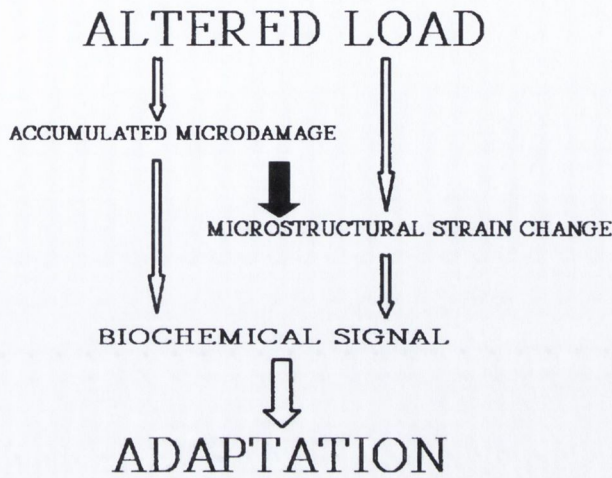 ALTERED LOAD
ACCUMULATED MICRODAMAGE
MICROSTRUCTURAL STRAIN CHANGE
BIOCHEMICAL SIGNAL
ADAPTATION